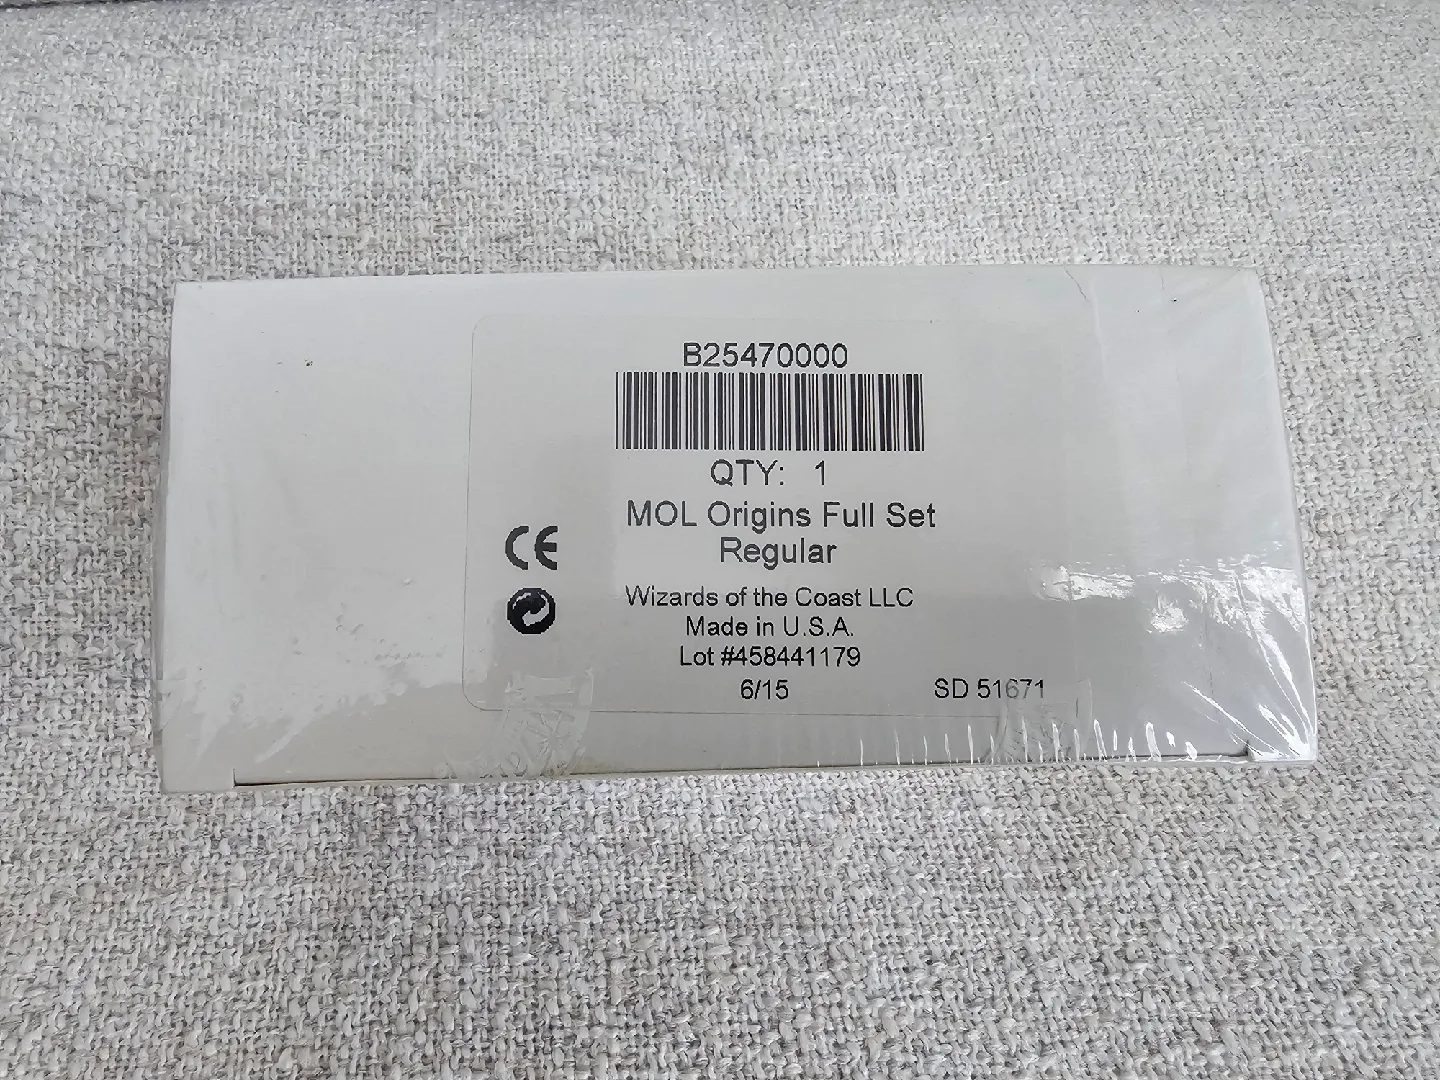 B25470000
QTY: 1
MOL Origins Full Set
Regular
CE
Wizards of the Coast LLC
Made in U.S.A.
Lot #458441179
6/15
SD 51671